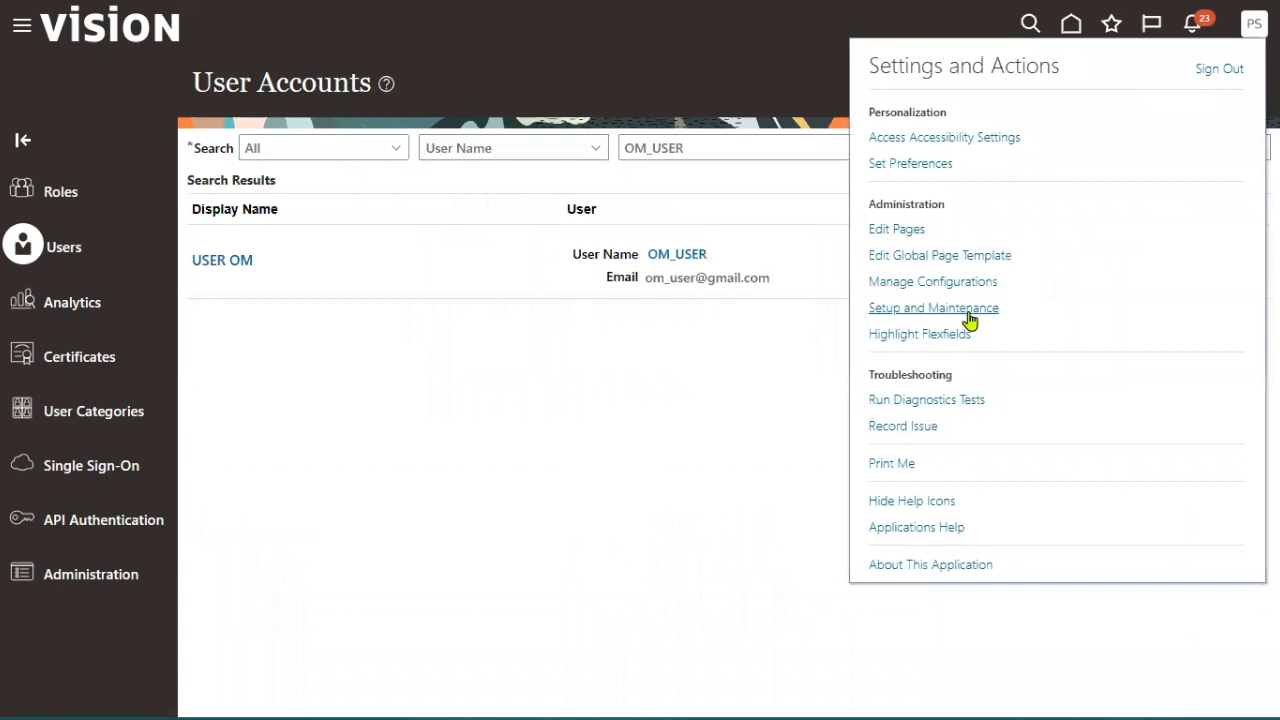 vision
23
PS
User Accounts
Settings and Actions
Sign Out
Personalization
Access Accessibility Settings
Set Preferences
Administration
Edit Pages
Edit Global Page Template
Manage Configurations
Setup and Maintenance
Highlight Flexfields
Troubleshooting
Run Diagnostics Tests
Record Issue
Print Me
Hide Help Icons
Applications Help
About This Application
*Search All User Name OM_USER
Search Results
Display Name User
USER OM
User Name OM_USER
Email om_user@gmail.com
Roles
Users
Analytics
Certificates
User Categories
Single Sign-On
API Authentication
Administration